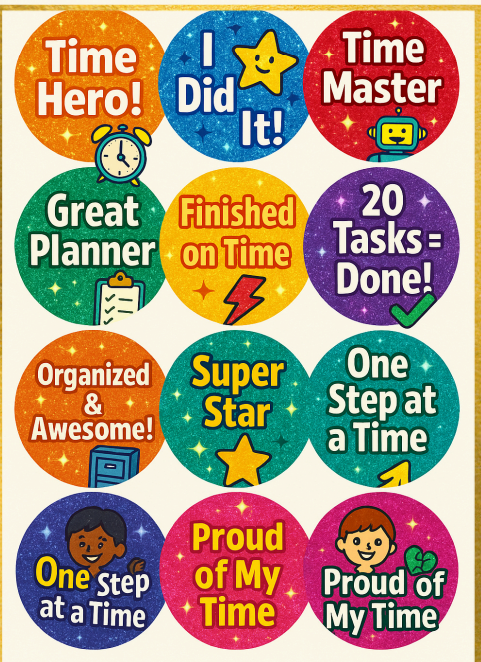 Time
Hero!
I
Did
It!
Time
Master
Great
Planner
Finished
on Time
20
Tasks =
Done!
Organized
&
Awesome!
Super
Star
One
Step at
a Time
One Step
at a Time
Proud
of My
Time
Proud of
My Time